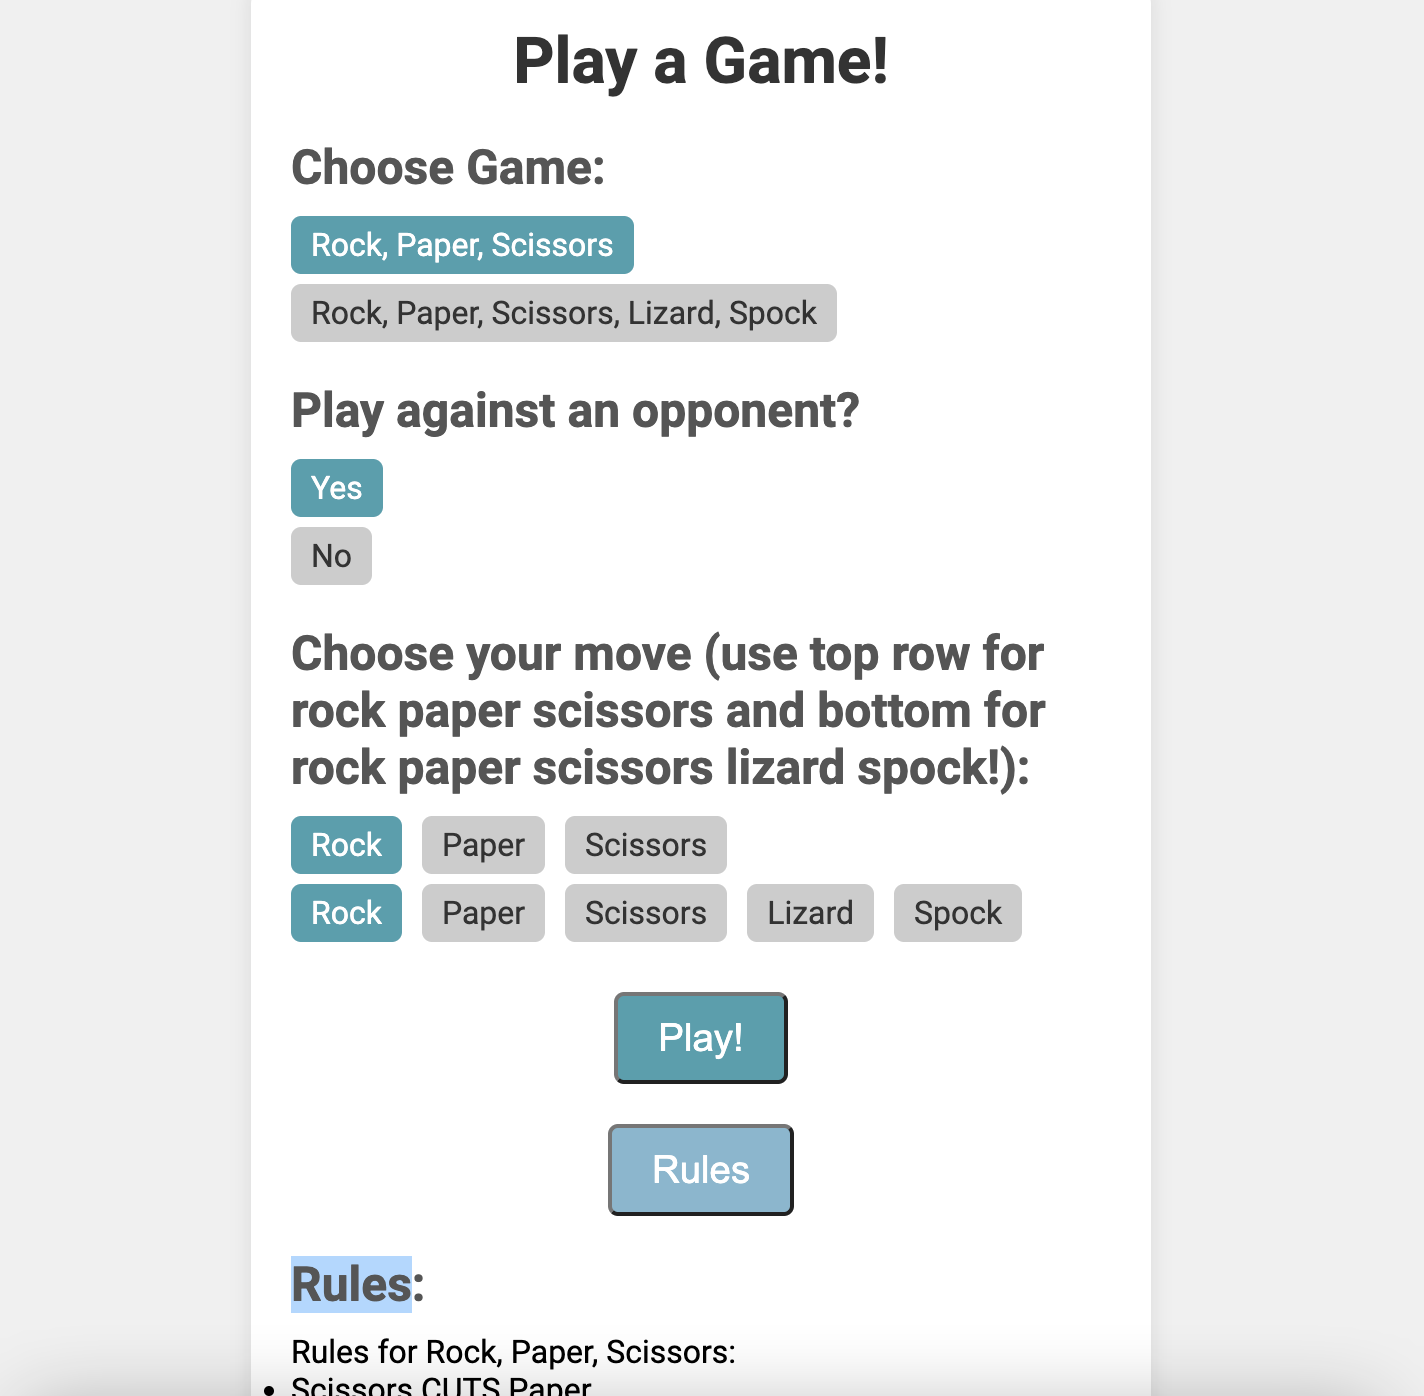 Play a Game!
Choose Game:
Rock, Paper, Scissors
Rock, Paper, Scissors, Lizard, Spock
Play against an opponent?
Yes
No
Choose your move (use top row for
rock paper scissors and bottom for
rock paper scissors lizard spock!):
Rock Paper Scissors
Rock Paper Scissors Lizard Spock
Play!
Rules
Rules:
Rules for Rock, Paper, Scissors:
• Scissors CUTS Paper